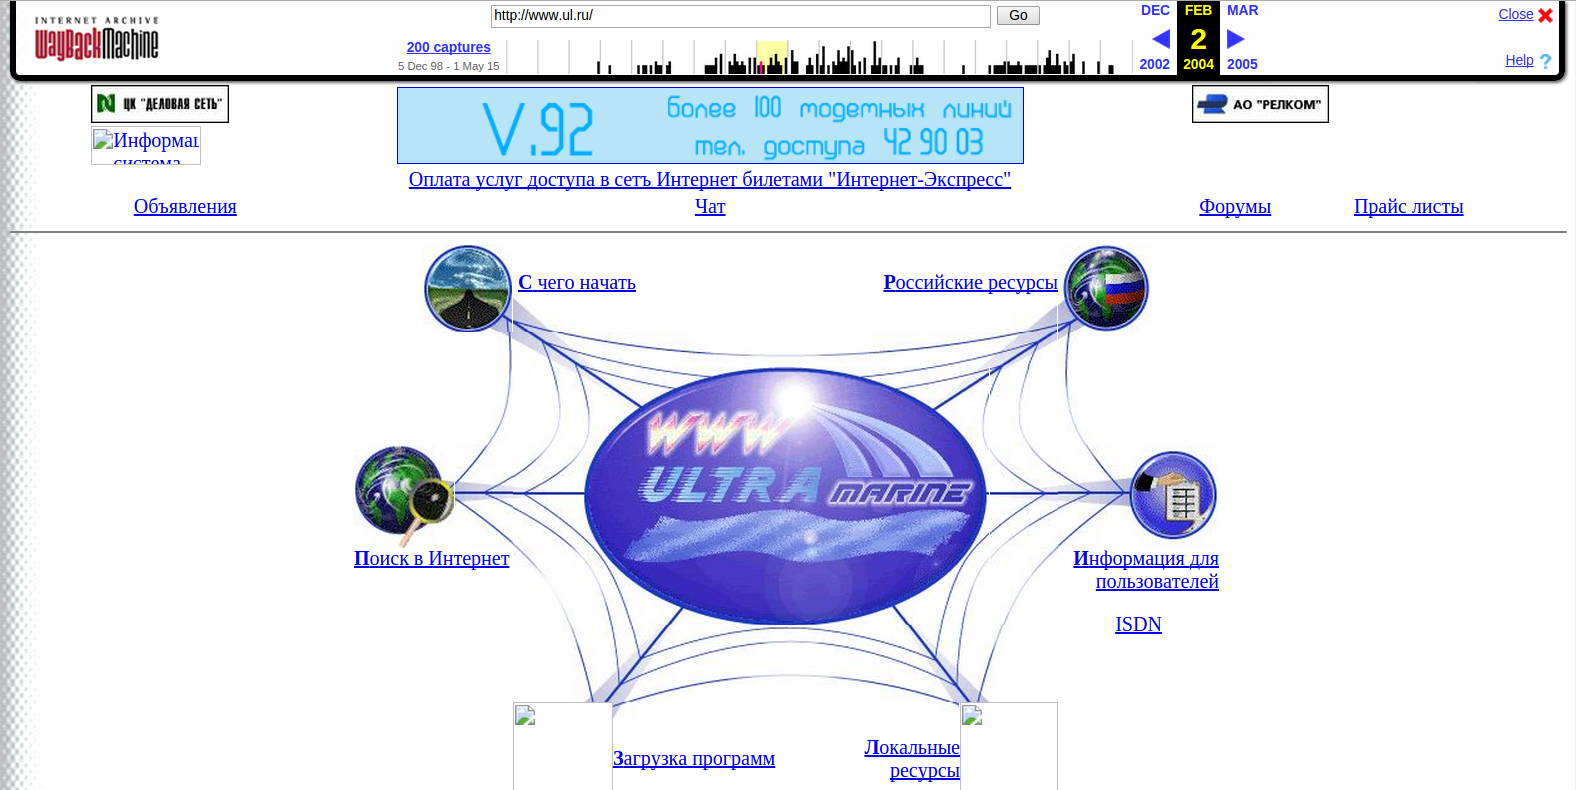 INTERNET ARCHIVE
WayBackMachine
http://www.ul.ru/
Go
200 captures
5 Dec 98 - 1 May 15
DEC FEB MAR
2
2002 2004 2005
Close
Help ?
ЦК "ДЕЛОВАЯ СЕТЬ"
Информац
система
V.92
более 100 модемных линий
тел. доступа 42 90 03
АО "РЕЛКОМ"
Оплата услуг доступа в сеть Интернет билетами "Интернет-Экспресс"
Объявления Чат Форумы Прайс листы
С чего начать
Российские ресурсы
WWW
ULTRA MARINE
Поиск в Интернет
Информация для
пользователей
ISDN
Загрузка программ
Локальные
ресурсы